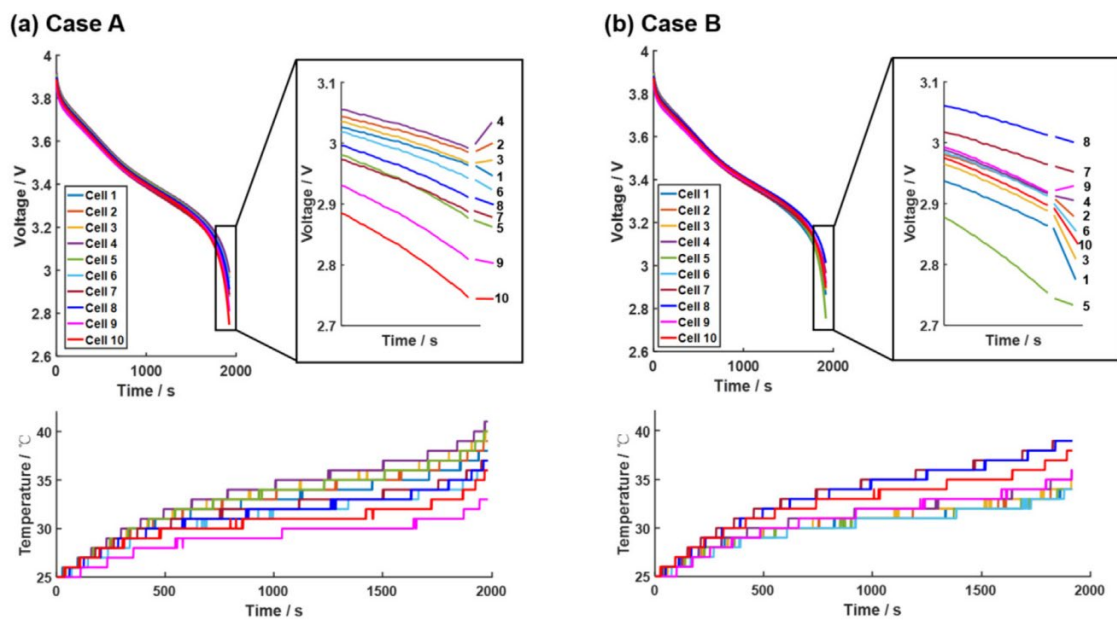 (a) Case A
Voltage / V
4
3.8
3.6
3.4
3.2
3
2.8
2.6
0
1000
2000
Time / s
Cell 1
Cell 2
Cell 3
Cell 4
Cell 5
Cell 6
Cell 7
Cell 8
Cell 9
Cell 10
Voltage / V
3.1
3
2.9
2.8
2.7
Time / s
4
2
3
1
6
8
7
5
9
10
Temperature / ℃
40
35
30
25
0
500
1000
1500
2000
Time / s
(b) Case B
Voltage / V
4
3.8
3.6
3.4
3.2
3
2.8
2.6
0
1000
2000
Time / s
Cell 1
Cell 2
Cell 3
Cell 4
Cell 5
Cell 6
Cell 7
Cell 8
Cell 9
Cell 10
Voltage / V
3.1
3
2.9
2.8
2.7
Time / s
8
7
9
4
2
6
10
3
1
5
Temperature / ℃
40
35
30
25
0
500
1000
1500
2000
Time / s